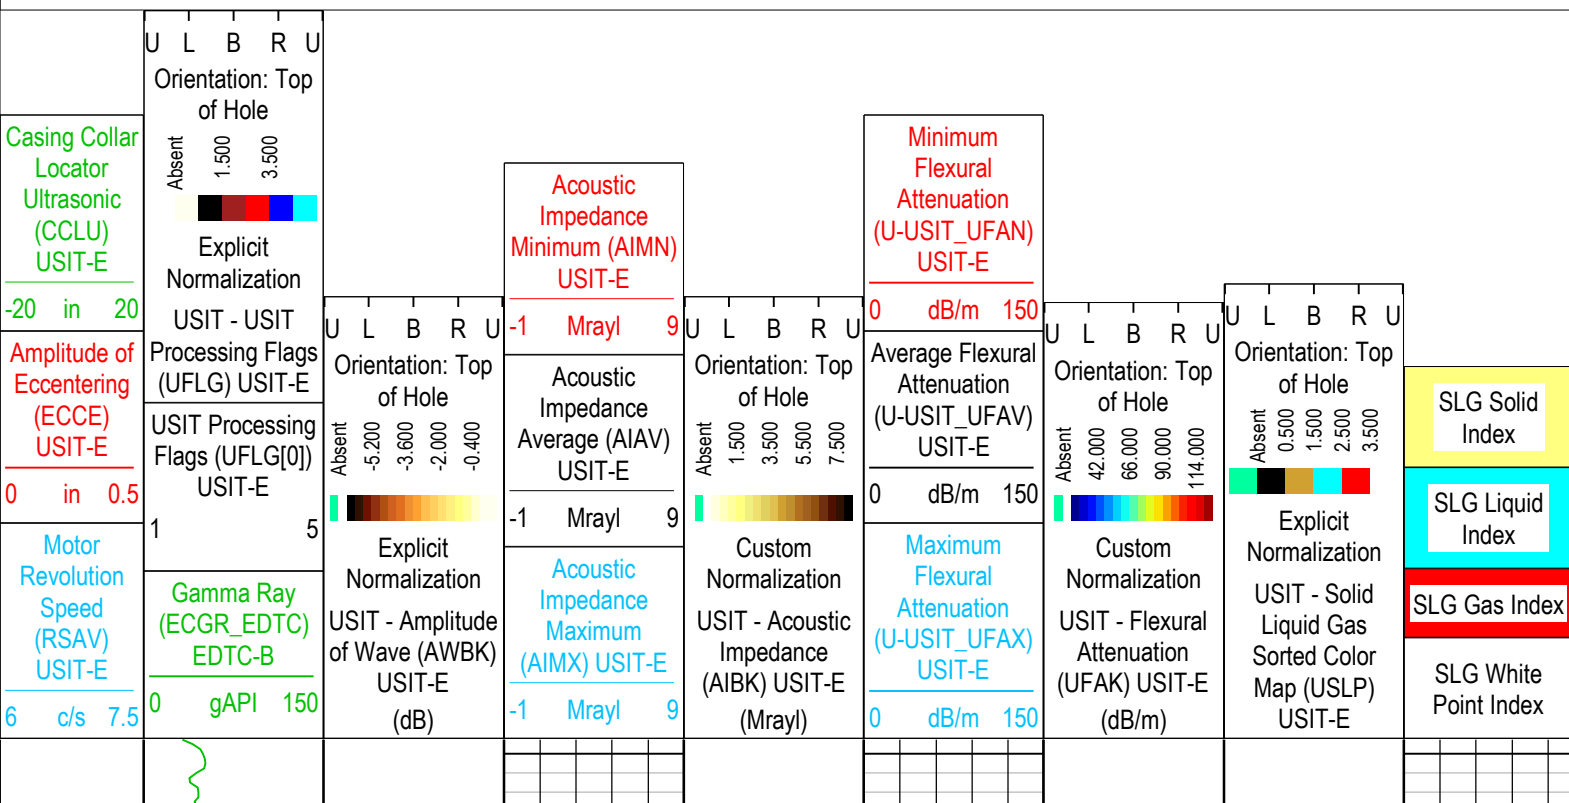 Casing Collar
Locator
Ultrasonic
(CCLU)
USIT-E
-20 in 20
Amplitude of
Eccentering
(ECCE)
USIT-E
0 in 0.5
Motor
Revolution
Speed
(RSAV)
USIT-E
6 c/s 7.5
U L B R U
Orientation: Top
of Hole
Absent
1.500
3.500
Explicit
Normalization
USIT - USIT
Processing Flags
(UFLG) USIT-E
USIT Processing
Flags (UFLG[0])
USIT-E
1 5
Gamma Ray
(ECGR_EDTC)
EDTC-B
0 gAPI 150
U L B R U
Orientation: Top
of Hole
Absent
-5.200
-3.600
-2.000
-0.400
Explicit
Normalization
USIT - Amplitude
of Wave (AWBK)
USIT-E
(dB)
Acoustic
Impedance
Minimum (AIMN)
USIT-E
-1 Mrayl 9
Acoustic
Impedance
Average (AIAV)
USIT-E
-1 Mrayl 9
Acoustic
Impedance
Maximum
(AIMX) USIT-E
-1 Mrayl 9
U L B R U
Orientation: Top
of Hole
Absent
1.500
3.500
5.500
7.500
Custom
Normalization
USIT - Acoustic
Impedance
(AIBK) USIT-E
(Mrayl)
Minimum
Flexural
Attenuation
(U-USIT_UFAN)
USIT-E
0 dB/m 150
Average Flexural
Attenuation
(U-USIT_UFAV)
USIT-E
0 dB/m 150
Maximum
Flexural
Attenuation
(U-USIT_UFAX)
USIT-E
0 dB/m 150
U L B R U
Orientation: Top
of Hole
Absent
42.000
66.000
90.000
114.000
Custom
Normalization
USIT - Flexural
Attenuation
(UFAK) USIT-E
(dB/m)
U L B R U
Orientation: Top
of Hole
Absent
0.500
1.500
2.500
3.500
Explicit
Normalization
USIT - Solid
Liquid Gas
Sorted Color
Map (USLP)
USIT-E
SLG Solid
Index
SLG Liquid
Index
SLG Gas Index
SLG White
Point Index